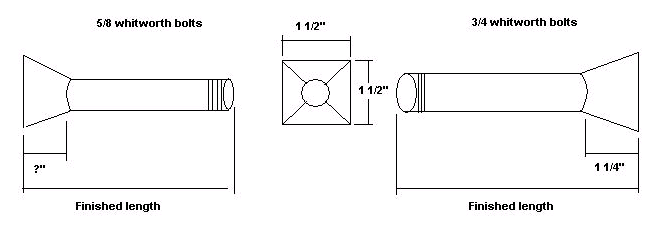 5/8 whitworth bolts
1 1/2"
3/4 whitworth bolts
1 1/2"
?"
1 1/4"
Finished length
Finished length